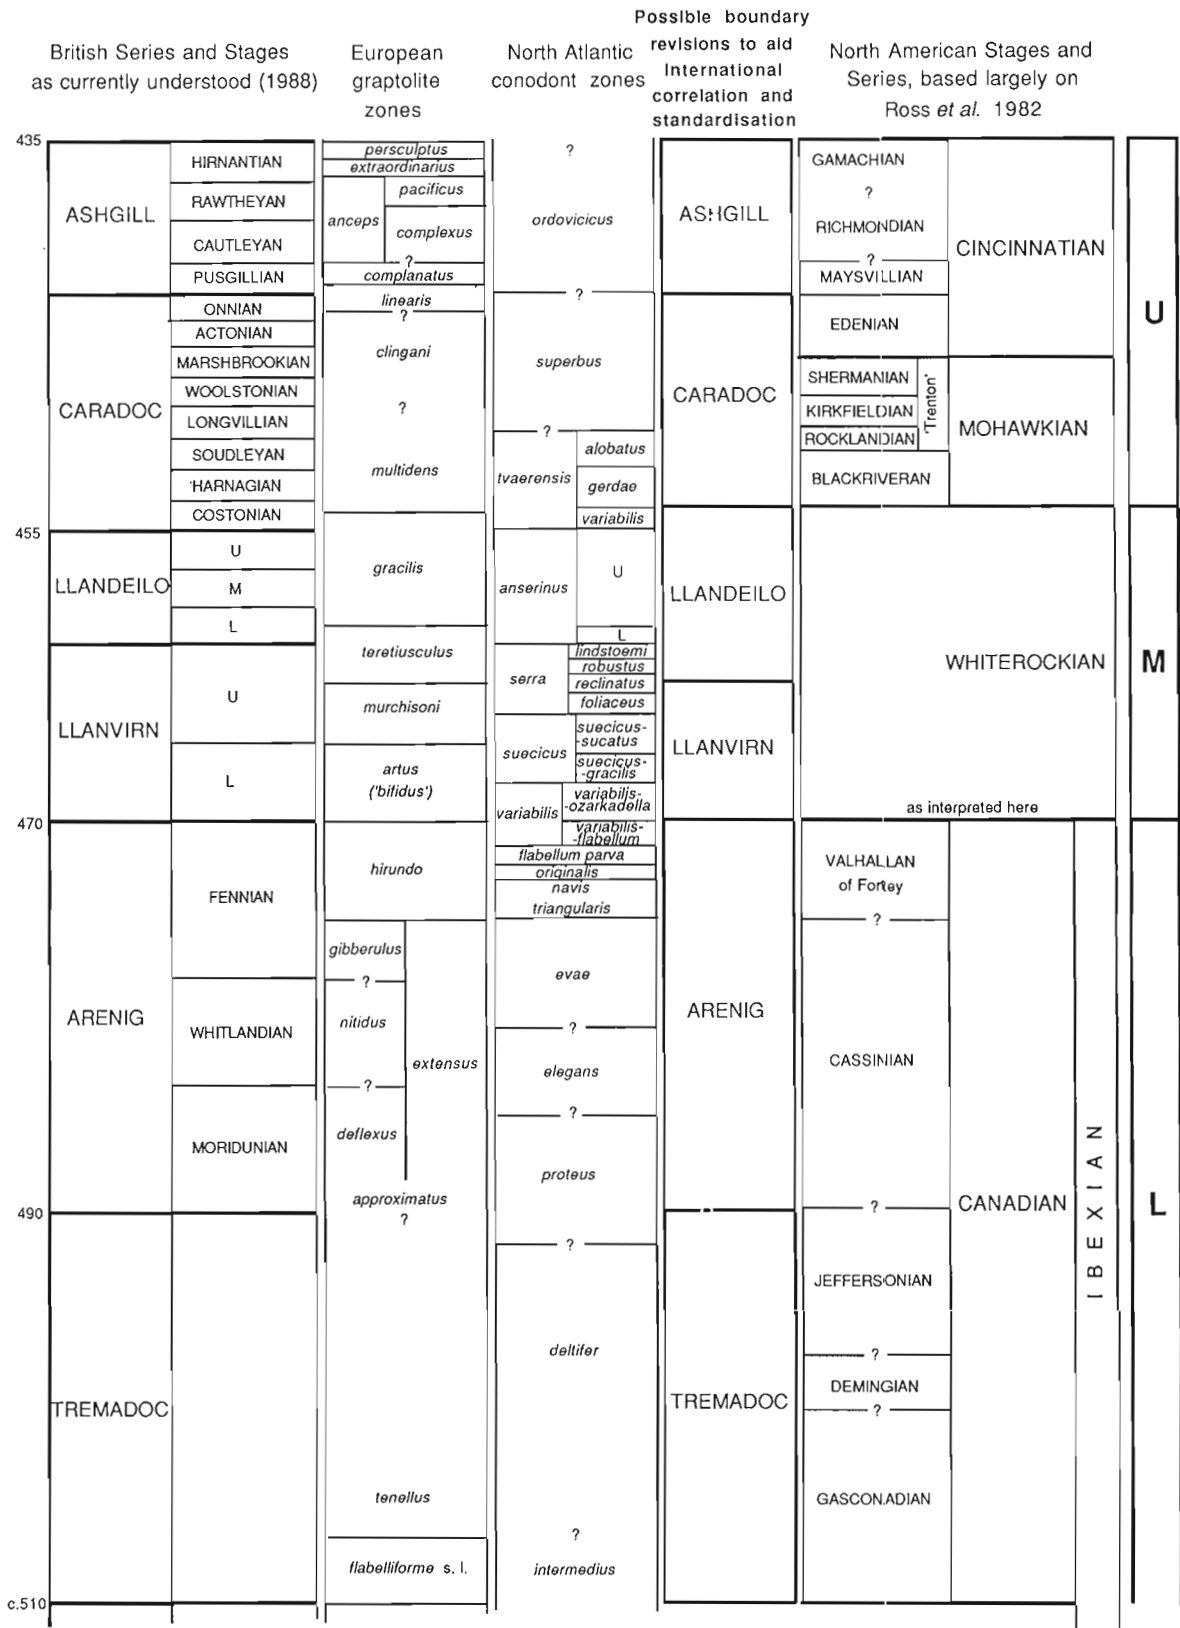 British Series and Stages
as currently understood (1988)
European
graptolite
zones
North Atlantic
conodont zones
Possible boundary
revisions to aid
International
correlation and
standardisation
North American Stages and
Series, based largely on
Ross et al. 1982
435
455
470
490
c.510
ASHGILL
HIRNANTIAN
RAWTHEYAN
CAUTLEYAN
PUSGILLIAN
CARADOC
ONNIAN
ACTONIAN
MARSHBROOKIAN
WOOLSTONIAN
LONGVILLIAN
SOUDLEYAN
HARNAGIAN
COSTONIAN
LLANDEILO
U
M
L
LLANVIRN
U
L
ARENIG
FENNIAN
WHITLANDIAN
MORIDUNIAN
TREMADOC
persculptus
extraordinarius
anceps
pacificus
complexus
?
complanatus
linearis
?
clingani
?
multidens
gracilis
teretiusculus
murchisoni
artus
('bifidus')
hirundo
gibberulus
?
nitidus
extensus
?
deflexus
approximatus
?
tenellus
flabelliforme s. l.
?
ordovicicus
?
superbus
?
tvaerensis
alobatus
gerdae
variabilis
anserinus
U
L
serra
lindstoemi
robustus
reclinatus
foliaceus
suecicus
suecicus-
-sucatus
suecicus-
-gracilis
variabilis
variabilis-
-ozarkadella
variabilis-
-flabellum
flabellum parva
originalis
navis
triangularis
evae
?
elegans
?
proteus
?
deltifer
?
intermedius
ASHGILL
CARADOC
LLANDEILO
LLANVIRN
ARENIG
TREMADOC
GAMACHIAN
?
RICHMONDIAN
?
MAYSVILLIAN
EDENIAN
CINCINNATIAN
SHERMANIAN
KIRKFIELDIAN
ROCKLANDIAN
'Trenton'
BLACKRIVERAN
MOHAWKIAN
WHITEROCKIAN
as interpreted here
VALHALLAN
of Fortey
?
CASSINIAN
?
JEFFERSONIAN
?
DEMINGIAN
?
GASCONADIAN
CANADIAN
IBEXIAN
U
M
L